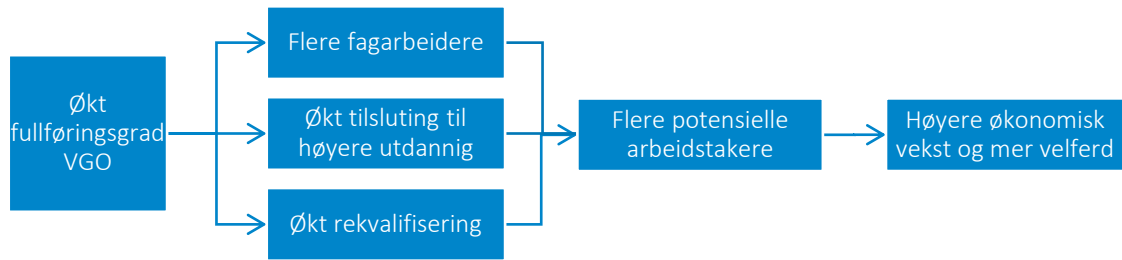 Økt
fullføringsgrad
VGO
Flere fagarbeidere
Økt tilsluting til
høyere utdannig
Økt rekvalifisering
Flere potensielle
arbeidstakere
Høyere økonomisk
vekst og mer velferd